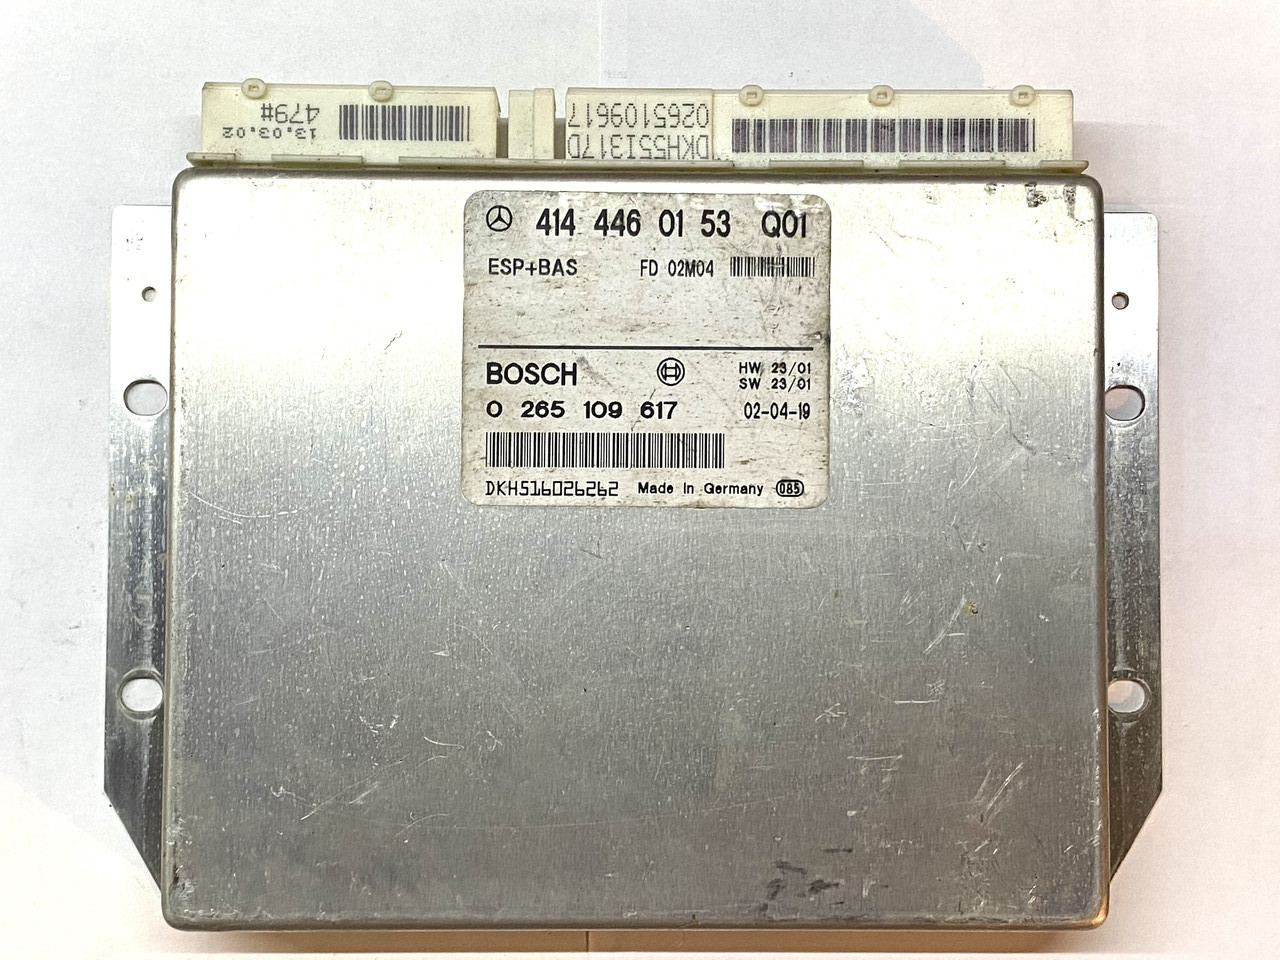 13.03.02
479#
DKH55I317D
0265109617
414 446 01 53 Q01
ESP+BAS FD 02M04
BOSCH HW 23/01
SW 23/01
0 265 109 617 02-04-19
DKH516026262 Made in Germany 085